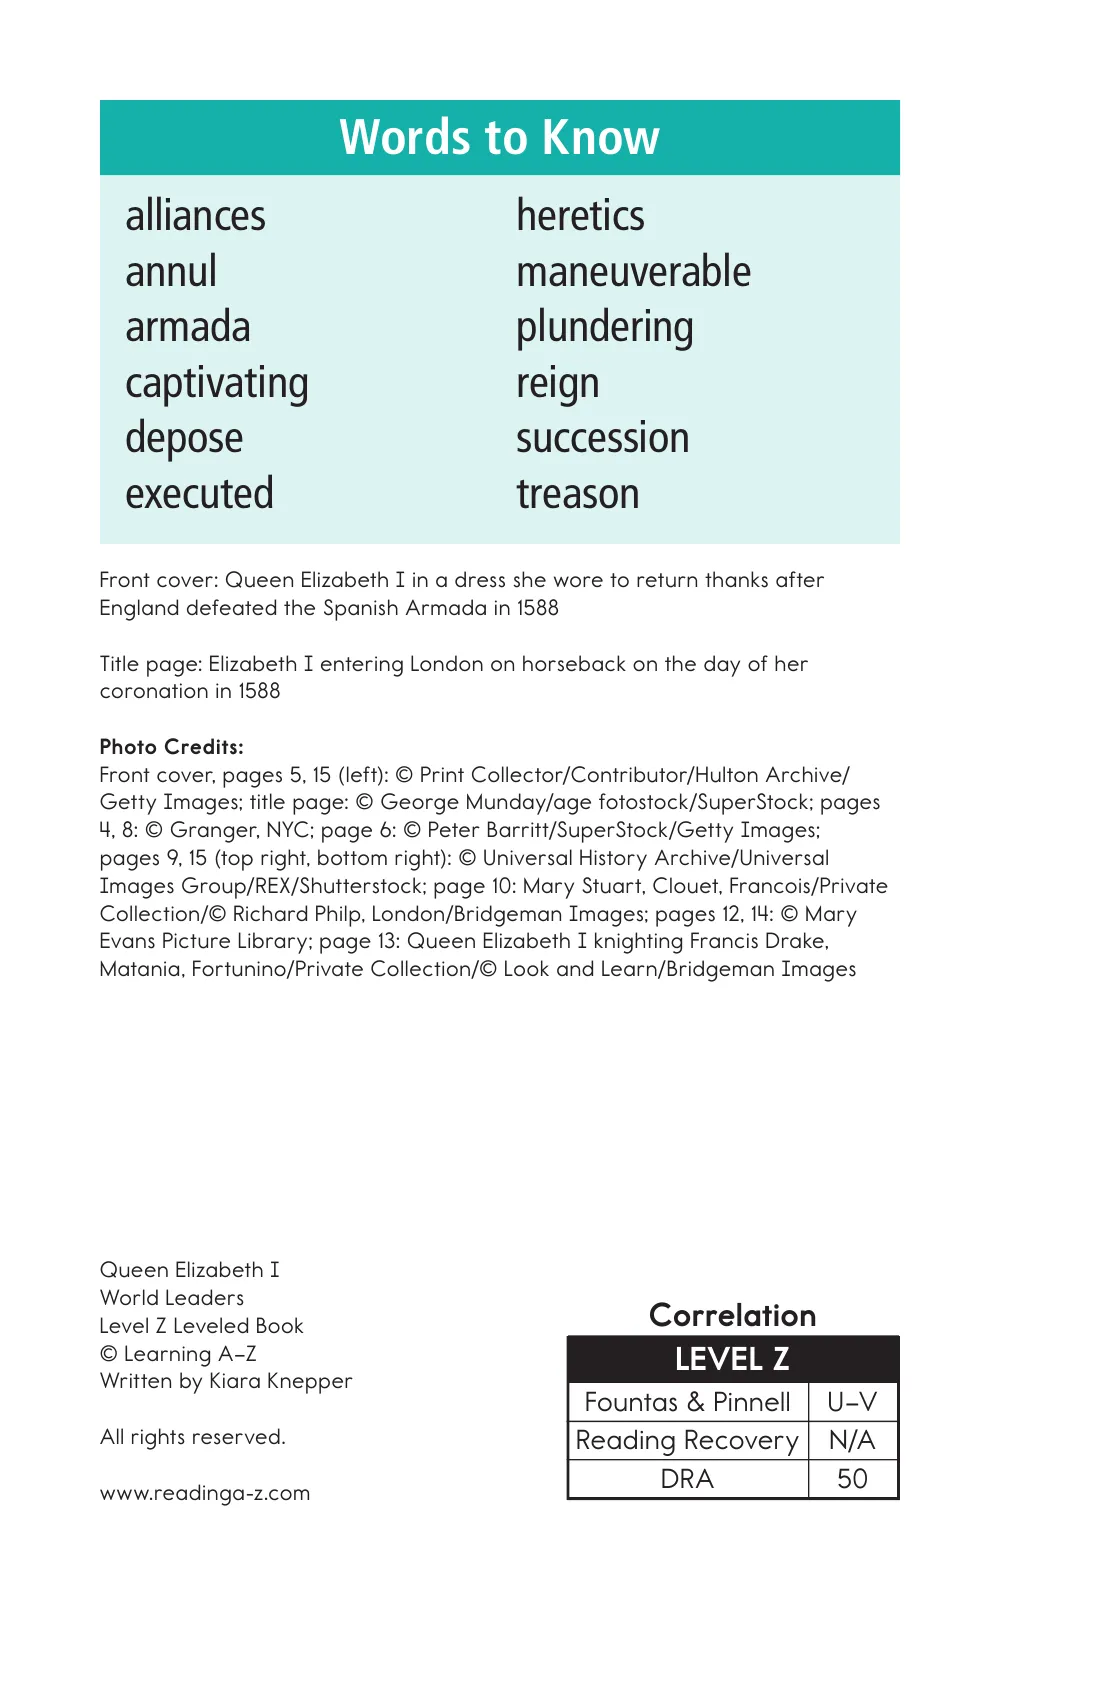 Words to Know
alliances
annul
armada
captivating
depose
executed
heretics
maneuverable
plundering
reign
succession
treason
Front cover: Queen Elizabeth I in a dress she wore to return thanks after
England defeated the Spanish Armada in 1588
Title page: Elizabeth I entering London on horseback on the day of her
coronation in 1588
Photo Credits:
Front cover, pages 5, 15 (left): © Print Collector/Contributor/Hulton Archive/
Getty Images; title page: © George Munday/age fotostock/SuperStock; pages
4, 8: © Granger, NYC; page 6: © Peter Barritt/SuperStock/Getty Images;
pages 9, 15 (top right, bottom right): © Universal History Archive/Universal
Images Group/REX/Shutterstock; page 10: Mary Stuart, Clouet, Francois/Private
Collection/© Richard Philp, London/Bridgeman Images; pages 12, 14: © Mary
Evans Picture Library; page 13: Queen Elizabeth I knighting Francis Drake,
Matania, Fortunino/Private Collection/© Look and Learn/Bridgeman Images
Queen Elizabeth I
World Leaders
Level Z Leveled Book
© Learning A–Z
Written by Kiara Knepper
All rights reserved.
www.readinga-z.com
Correlation
LEVEL Z
Fountas & Pinnell U–V
Reading Recovery N/A
DRA 50